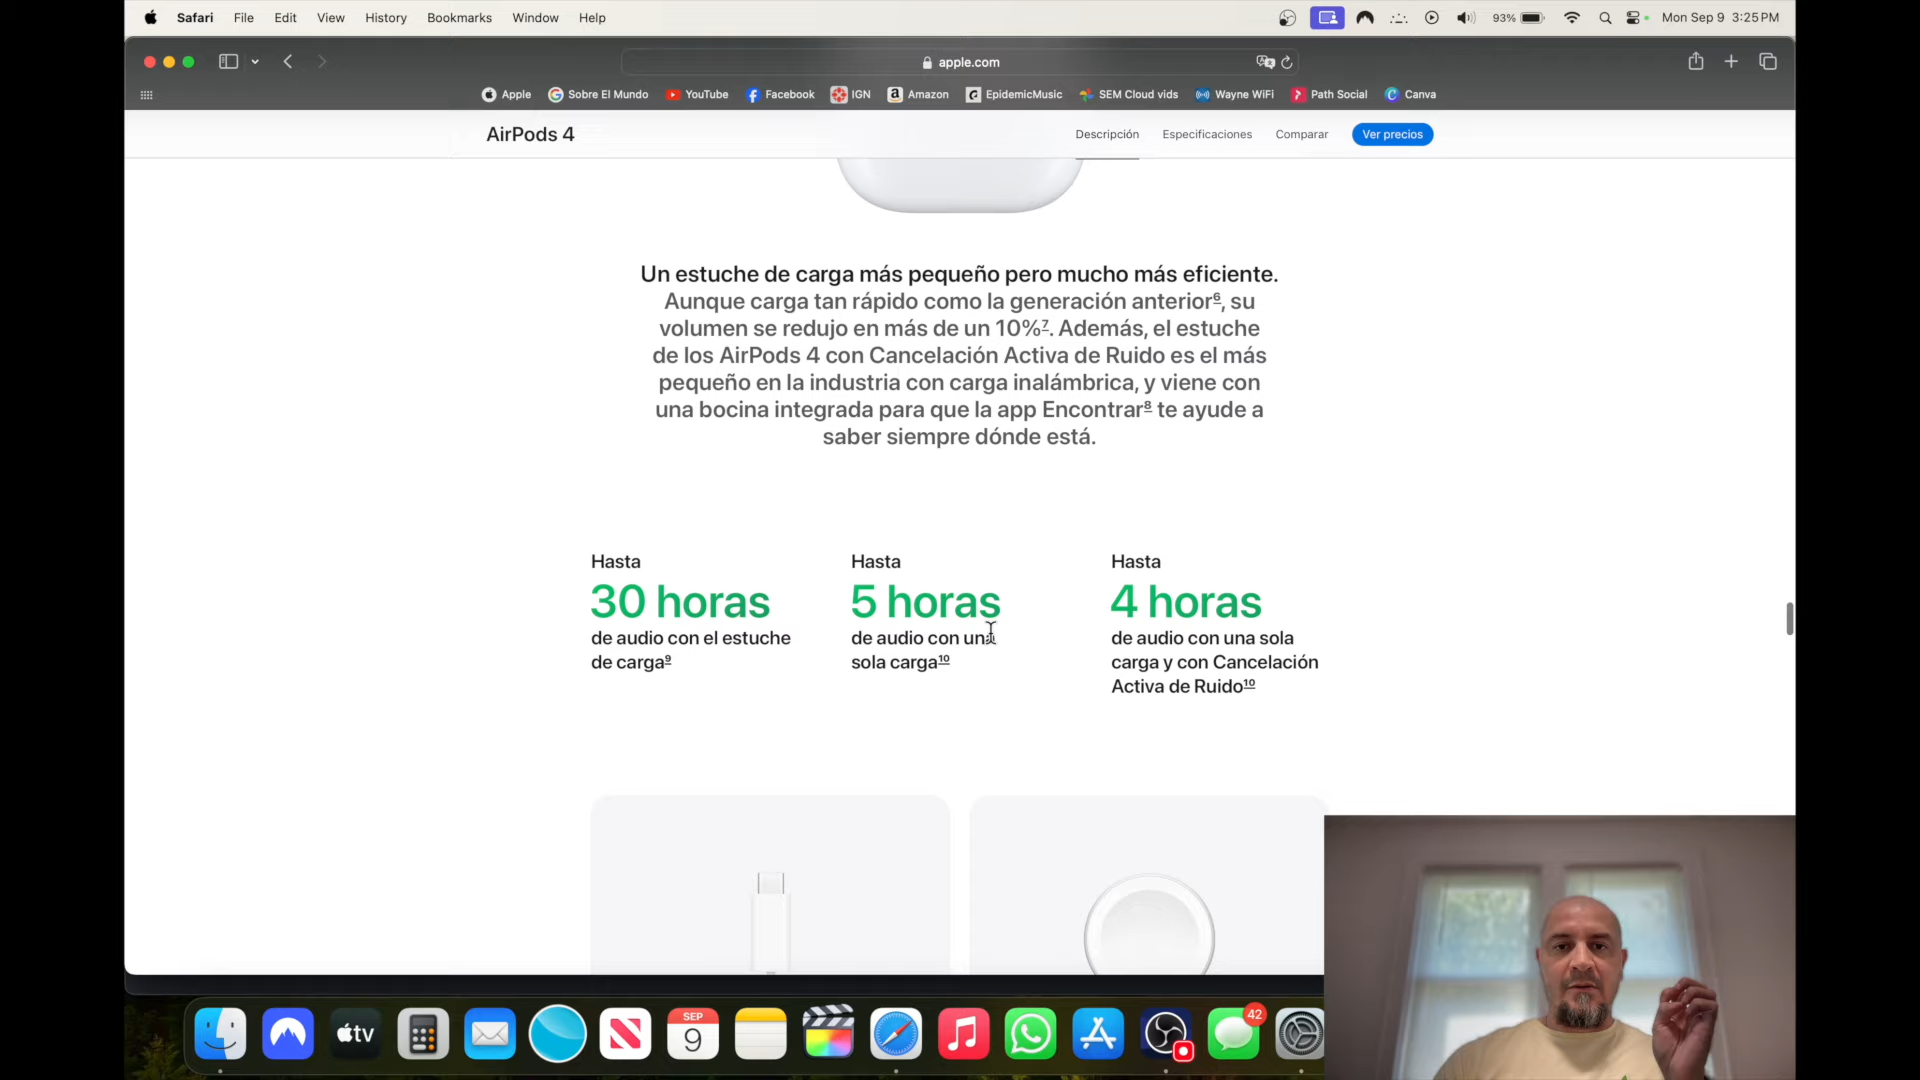 Safari File Edit View History Bookmarks Window Help 93% Mon Sep 9 3:25 PM
apple.com
Apple Sobre El Mundo YouTube Facebook IGN Amazon EpidemicMusic SEM Cloud vids Wayne WiFi Path Social Canva
AirPods 4 Descripción Especificaciones Comparar Ver precios
Un estuche de carga más pequeño pero mucho más eficiente.
Aunque carga tan rápido como la generación anterior⁶, su
volumen se redujo en más de un 10%⁷. Además, el estuche
de los AirPods 4 con Cancelación Activa de Ruido es el más
pequeño en la industria con carga inalámbrica, y viene con
una bocina integrada para que la app Encontrar⁸ te ayude a
saber siempre dónde está.
Hasta
30 horas
de audio con el estuche
de carga⁹
Hasta
5 horas
de audio con una
sola carga¹⁰
Hasta
4 horas
de audio con una sola
carga y con Cancelación
Activa de Ruido¹⁰
tv
SEP
9
42